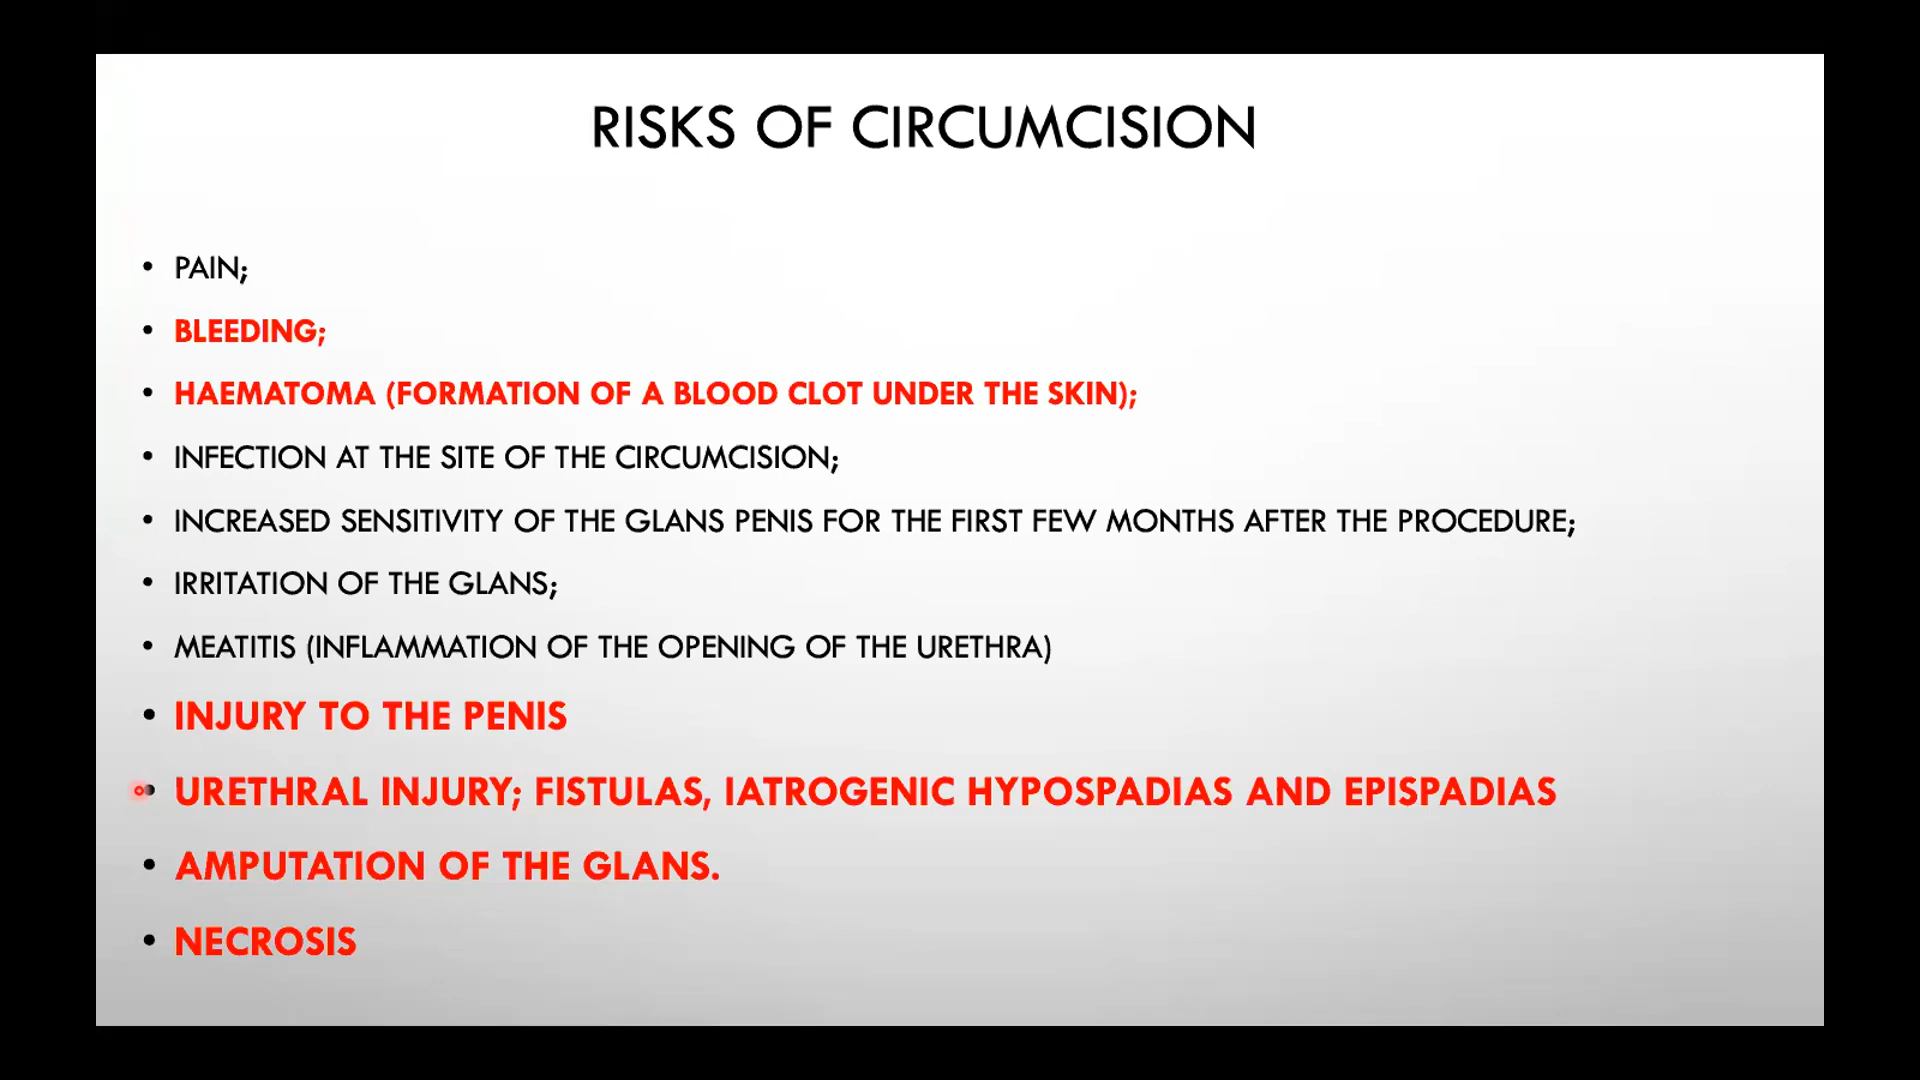 RISKS OF CIRCUMCISION
• PAIN;
• BLEEDING;
• HAEMATOMA (FORMATION OF A BLOOD CLOT UNDER THE SKIN);
• INFECTION AT THE SITE OF THE CIRCUMCISION;
• INCREASED SENSITIVITY OF THE GLANS PENIS FOR THE FIRST FEW MONTHS AFTER THE PROCEDURE;
• IRRITATION OF THE GLANS;
• MEATITIS (INFLAMMATION OF THE OPENING OF THE URETHRA)
• INJURY TO THE PENIS
• URETHRAL INJURY; FISTULAS, IATROGENIC HYPOSPADIAS AND EPISPADIAS
• AMPUTATION OF THE GLANS.
• NECROSIS